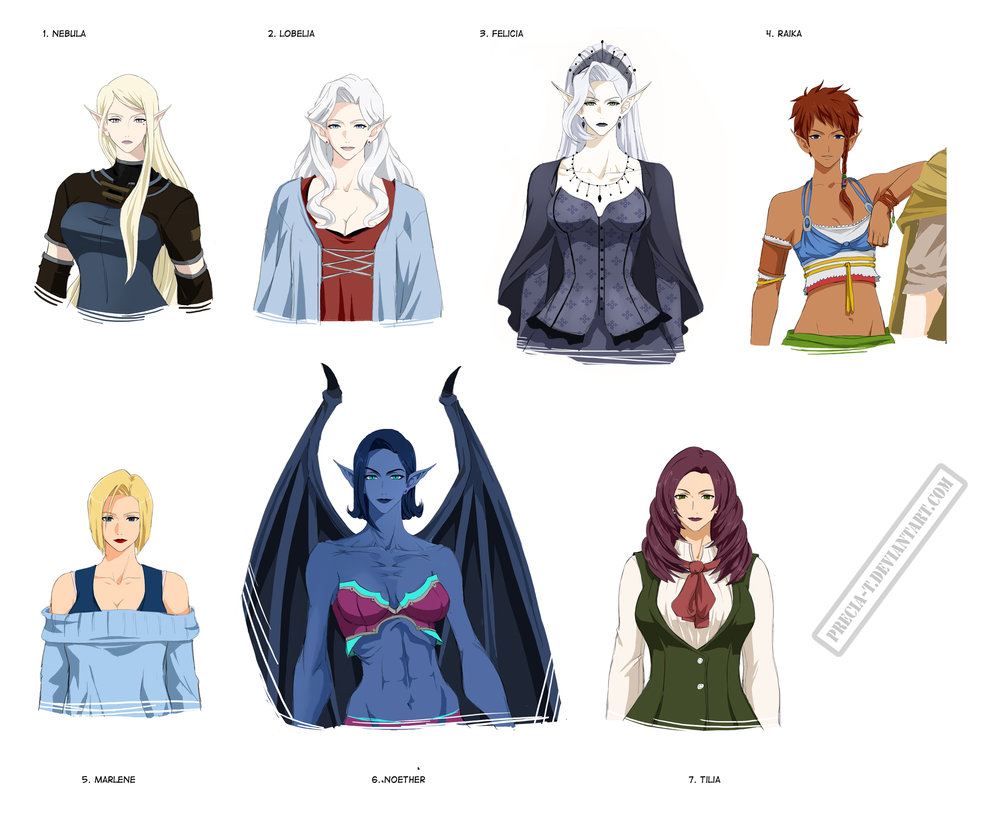 1. NEBULA
2. LOBELIA
3. FELICIA
4. RAIKA
PRECIA-T.DEVIANTART.COM
5. MARLENE
6. NOETHER
7. TILIA